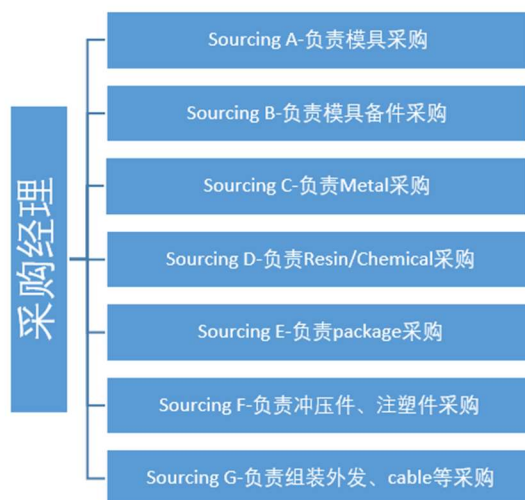 采购经理
Sourcing A-负责模具采购
Sourcing B-负责模具备件采购
Sourcing C-负责Metal采购
Sourcing D-负责Resin/Chemical采购
Sourcing E-负责package采购
Sourcing F-负责冲压件、注塑件采购
Sourcing G-负责组装外发、cable等采购